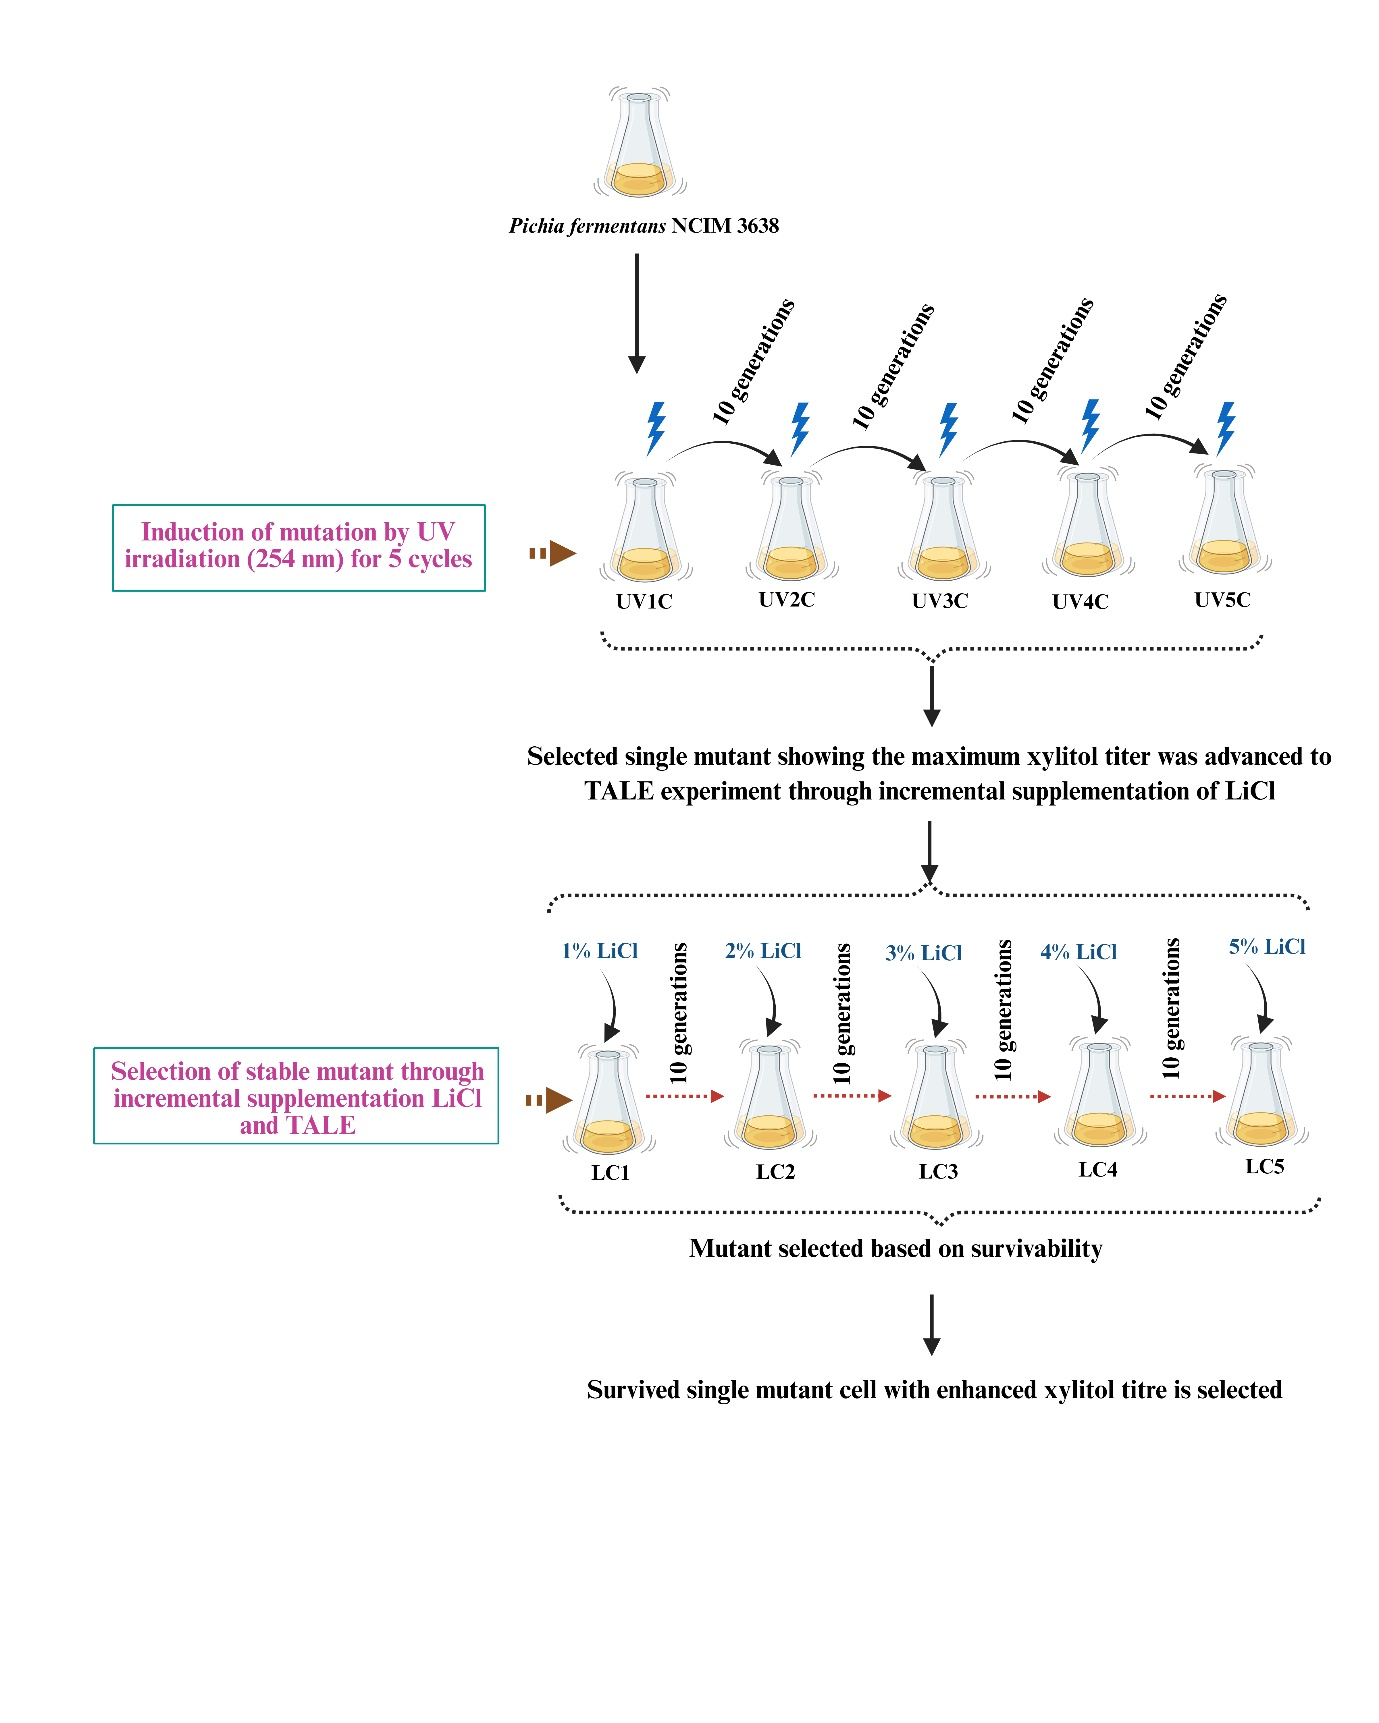 Pichia fermentans NCIM 3638
10 generations
10 generations
10 generations
10 generations
Induction of mutation by UV
irradiation (254 nm) for 5 cycles
UV1C
UV2C
UV3C
UV4C
UV5C
Selected single mutant showing the maximum xylitol titer was advanced to
TALE experiment through incremental supplementation of LiCl
1% LiCl
2% LiCl
3% LiCl
4% LiCl
5% LiCl
10 generations
10 generations
10 generations
10 generations
Selection of stable mutant through
incremental supplementation LiCl
and TALE
LC1
LC2
LC3
LC4
LC5
Mutant selected based on survivability
Survived single mutant cell with enhanced xylitol titre is selected